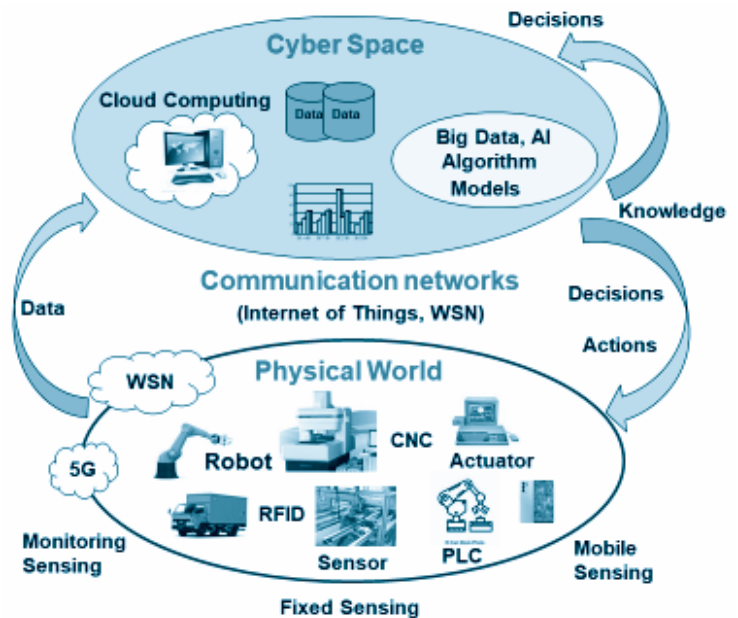 Decisions
Cyber Space
Cloud Computing
Data Data
Big Data, AI
Algorithm
Models
Knowledge
Communication networks
(Internet of Things, WSN)
Data
Decisions
Actions
WSN
Physical World
5G
Robot
CNC
Actuator
RFID
Sensor
PLC
Monitoring
Sensing
Mobile
Sensing
Fixed Sensing